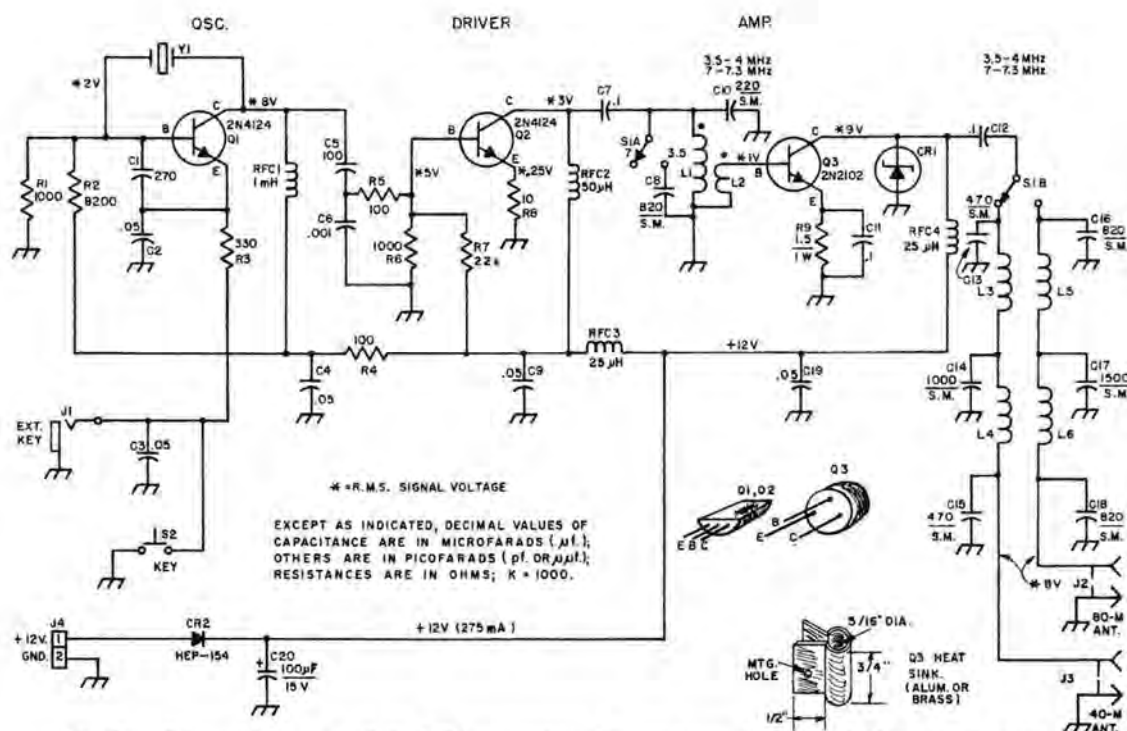 OSC.
DRIVER
AMP.
Y1
*2V
*8V
C
B
2N4124
Q1
E
R1
1000
R2
8200
C1
270
.05
C2
330
R3
RFC1
1mH
C5
100
C6
.001
R5
100
*5V
1000
R6
R7
22k
B
C
2N4124
Q2
E
*.25V
10
R8
*3V
RFC2
50µH
C7
.1
S1A
7
3.5
C8
820
S.M.
L1
L2
3.5-4 MHz
7-7.3 MHz
C10
220
S.M.
*1V
B
C
Q3
2N2102
E
*9V
R9
1.5
1W
C11
.1
CR1
RFC4
25 µH
3.5-4 MHz
7-7.3 MHz
.1
C12
S1B
470
S.M.
C13
L3
L5
C16
820
S.M.
C14
1000
S.M.
C17
1500
S.M.
L4
L6
C15
470
S.M.
C18
820
S.M.
*8V
J2
80-M
ANT.
J3
40-M
ANT.
100
R4
C4
.05
.05
C9
RFC3
25 µH
+12V
.05
C19
J1
EXT.
KEY
C3
.05
S2
KEY
* = R.M.S. SIGNAL VOLTAGE
EXCEPT AS INDICATED, DECIMAL VALUES OF
CAPACITANCE ARE IN MICROFARADS (µf.);
OTHERS ARE IN PICOFARADS (pf. OR µµf.);
RESISTANCES ARE IN OHMS; K = 1000.
Q1,Q2
E B C
Q3
B
E
C
J4
+12V.
1
GND.
2
CR2
HEP-154
+
C20
100µF
15V
+12V (275mA)
5/16" DIA.
MTG.
HOLE
3/4"
1/2"
Q3 HEAT
SINK.
(ALUM. OR
BRASS)